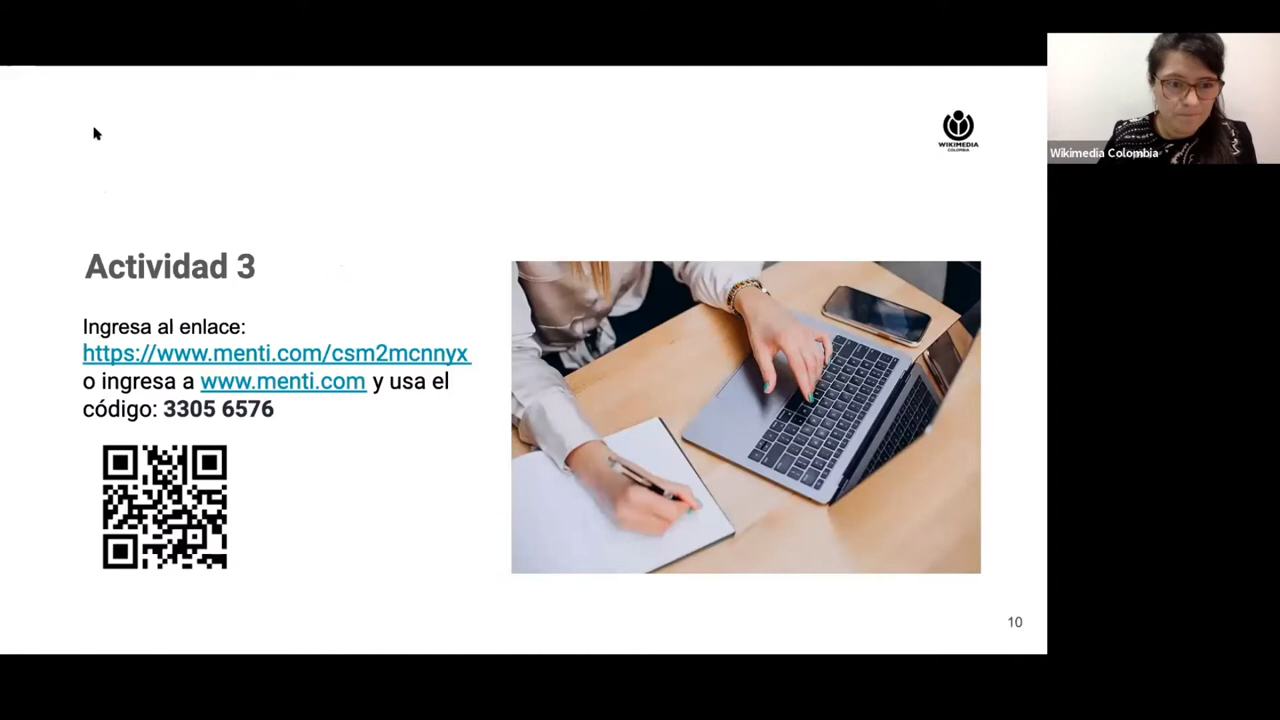 WIKIMEDIA
COLOMBIA
Wikimedia Colombia
Actividad 3
Ingresa al enlace:
https://www.menti.com/csm2mcnnyx
o ingresa a www.menti.com y usa el
código: 3305 6576
10